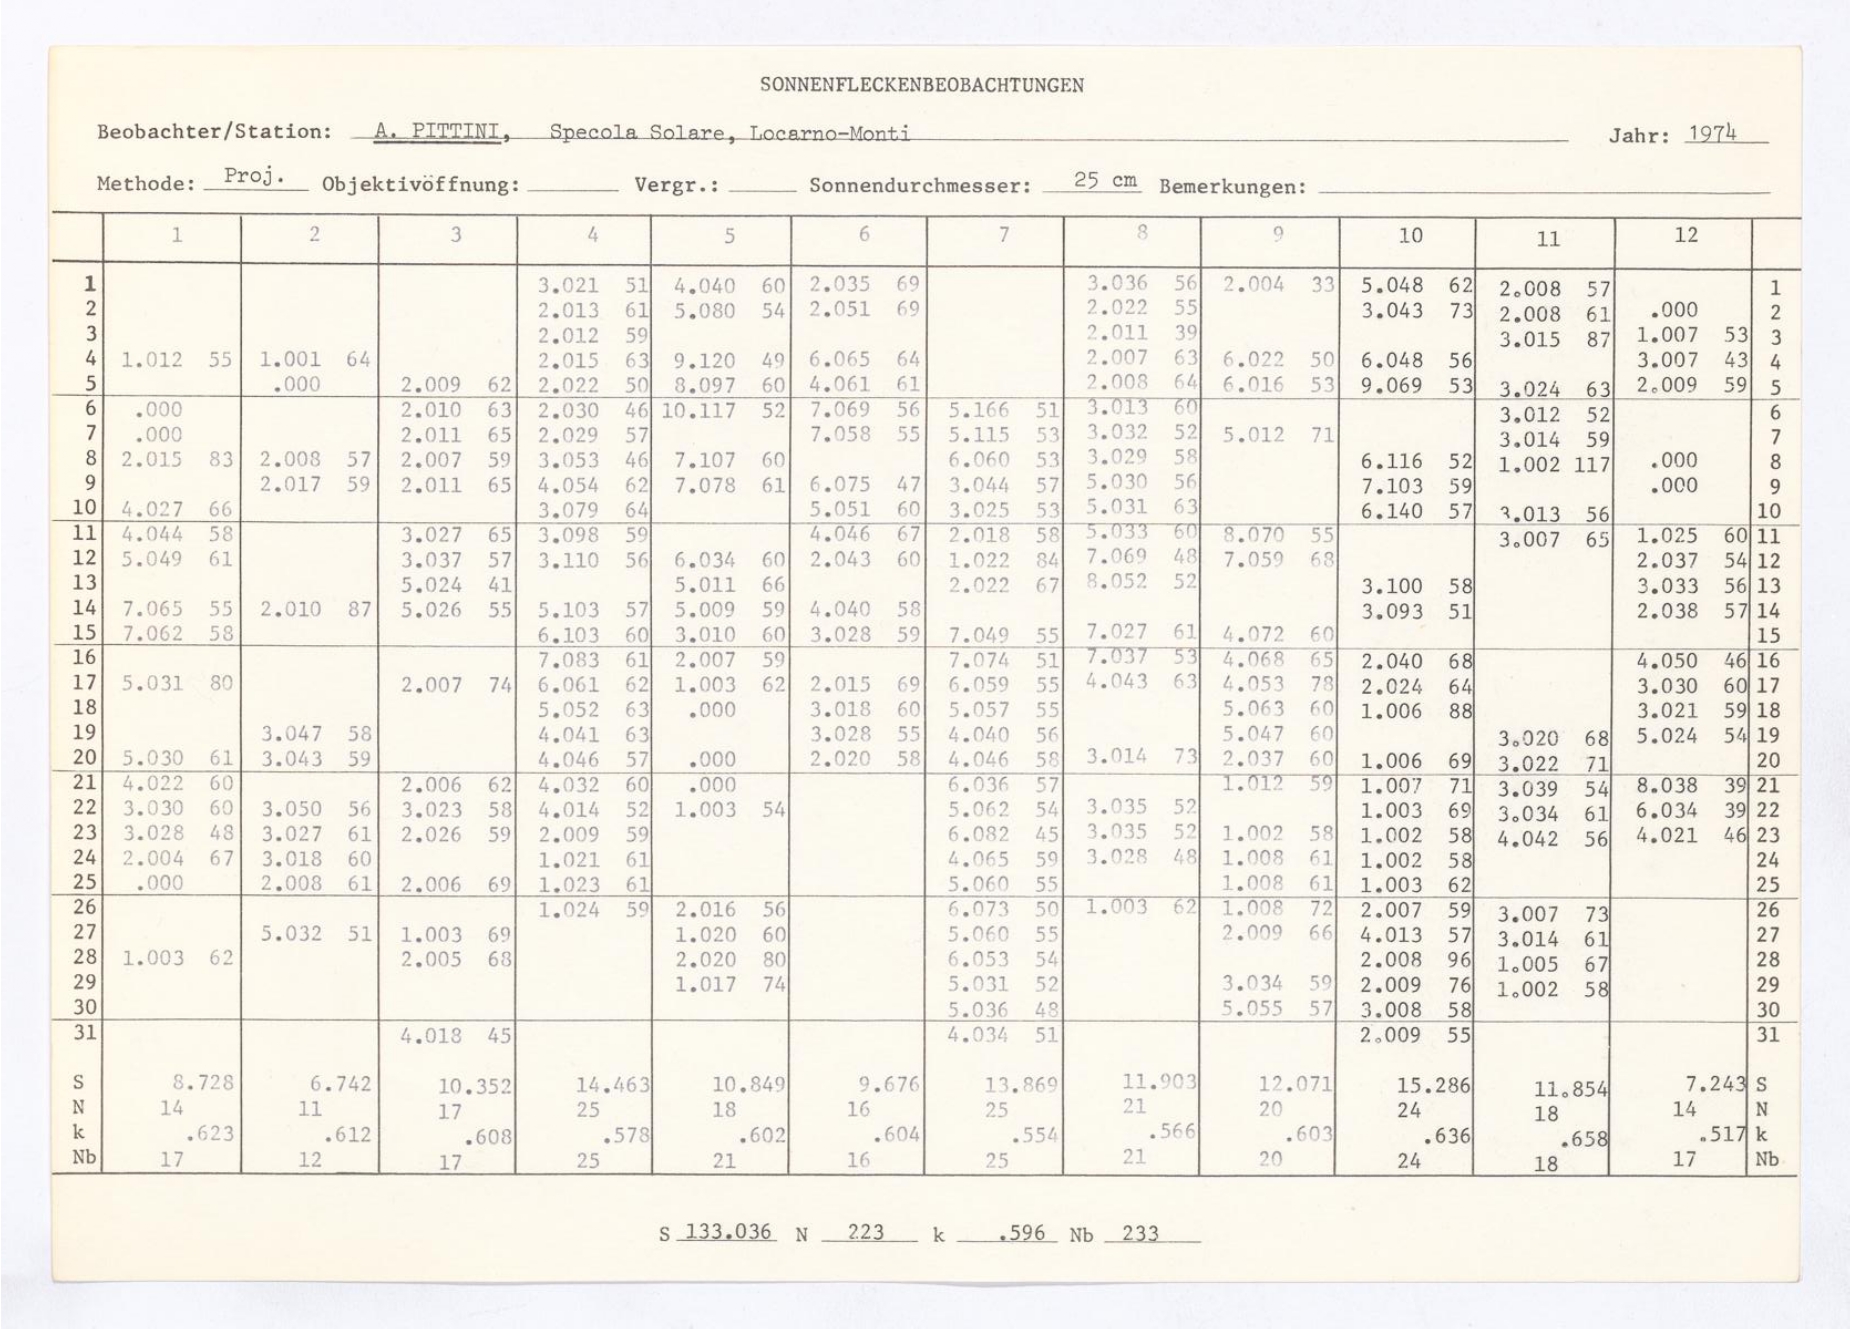 SONNENFLECKENBEOBACHTUNGEN
Beobachter/Station: A. PITTINI, Specola Solare, Locarno-Monti Jahr: 1974
Methode: Proj. Objektivöffnung: Vergr.: Sonnendurchmesser: 25 cm Bemerkungen:
1 2 3 4 5 6 7 8 9 10 11 12
1 3.021 51 4.040 60 2.035 69 3.036 56 2.004 33 5.048 62 2.008 57 1
2 2.013 61 5.080 54 2.051 69 2.022 55 3.043 73 2.008 61 .000 2
3 2.012 59 2.011 39 3.015 87 1.007 53 3
4 1.012 55 1.001 64 2.015 63 9.120 49 6.065 64 2.007 63 6.022 50 6.048 56 3.007 43 4
5 .000 2.009 62 2.022 50 8.097 60 4.061 61 2.008 64 6.016 53 9.069 53 3.024 63 2.009 59 5
6 .000 2.010 63 2.030 46 10.117 52 7.069 56 5.166 51 3.013 60 3.012 52 6
7 .000 2.011 65 2.029 57 7.058 55 5.115 53 3.032 52 5.012 71 3.014 59 7
8 2.015 83 2.008 57 2.007 59 3.053 46 7.107 60 6.060 53 3.029 58 6.116 52 1.002 117 .000 8
9 2.017 59 2.011 65 4.054 62 7.078 61 6.075 47 3.044 57 5.030 56 7.103 59 .000 9
10 4.027 66 3.079 64 5.051 60 3.025 53 5.031 63 6.140 57 3.013 56 10
11 4.044 58 3.027 65 3.098 59 4.046 67 2.018 58 5.033 60 8.070 55 3.007 65 1.025 60 11
12 5.049 61 3.037 57 3.110 56 6.034 60 2.043 60 1.022 84 7.069 48 7.059 68 2.037 54 12
13 5.024 41 5.011 66 2.022 67 8.052 52 3.100 58 3.033 56 13
14 7.065 55 2.010 87 5.026 55 5.103 57 5.009 59 4.040 58 3.093 51 2.038 57 14
15 7.062 58 6.103 60 3.010 60 3.028 59 7.049 55 7.027 61 4.072 60 15
16 7.083 61 2.007 59 7.074 51 7.037 53 4.068 65 2.040 68 4.050 46 16
17 5.031 80 2.007 74 6.061 62 1.003 62 2.015 69 6.059 55 4.043 63 4.053 78 2.024 64 3.030 60 17
18 5.052 63 .000 3.018 60 5.057 55 5.063 60 1.006 88 3.021 59 18
19 3.047 58 4.041 63 3.028 55 4.040 56 5.047 60 3.020 68 5.024 54 19
20 5.030 61 3.043 59 4.046 57 .000 2.020 58 4.046 58 3.014 73 2.037 60 1.006 69 3.022 71 20
21 4.022 60 2.006 62 4.032 60 .000 6.036 57 1.012 59 1.007 71 3.039 54 8.038 39 21
22 3.030 60 3.050 56 3.023 58 4.014 52 1.003 54 5.062 54 3.035 52 1.003 69 3.034 61 6.034 39 22
23 3.028 48 3.027 61 2.026 59 2.009 59 6.082 45 3.035 52 1.002 58 1.002 58 4.042 56 4.021 46 23
24 2.004 67 3.018 60 1.021 61 4.065 59 3.028 48 1.008 61 1.002 58 24
25 .000 2.008 61 2.006 69 1.023 61 5.060 55 1.008 61 1.003 62 25
26 1.024 59 2.016 56 6.073 50 1.003 62 1.008 72 2.007 59 3.007 73 26
27 5.032 51 1.003 69 1.020 60 5.060 55 2.009 66 4.013 57 3.014 61 27
28 1.003 62 2.005 68 2.020 80 6.053 54 2.008 96 1.005 67 28
29 1.017 74 5.031 52 3.034 59 2.009 76 1.002 58 29
30 5.036 48 5.055 57 3.008 58 30
31 4.018 45 4.034 51 2.009 55 31
S 8.728 6.742 10.352 14.463 10.849 9.676 13.869 11.903 12.071 15.286 11.854 7.243 S
N 14 11 17 25 18 16 25 21 20 24 18 14 N
k .623 .612 .608 .578 .602 .604 .554 .566 .603 .636 .658 .517 k
Nb 17 12 17 25 21 16 25 21 20 24 18 17 Nb
S 133.036 N 223 k .596 Nb 233